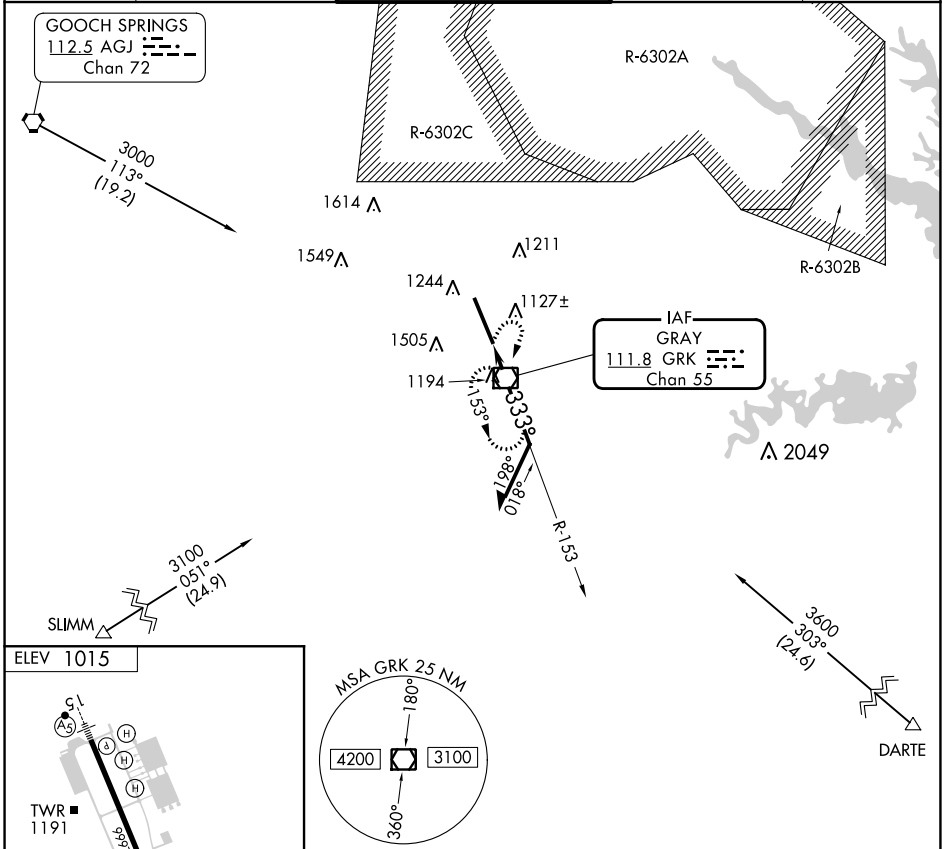 GOOCH SPRINGS
112.5 AGJ
Chan 72
R-6302A
R-6302C
R-6302B
3000
113°
(19.2)
1614
1549
1211
1244
1127±
1505
1194
IAF
GRAY
111.8 GRK
Chan 55
333°
153°
198°
018°
R-153
2049
3100
051°
(24.9)
SLIMM
3600
303°
(24.6)
DARTE
ELEV 1015
15
A5
P
H
H
H
TWR
1191
MSA GRK 25 NM
180°
4200
3100
360°